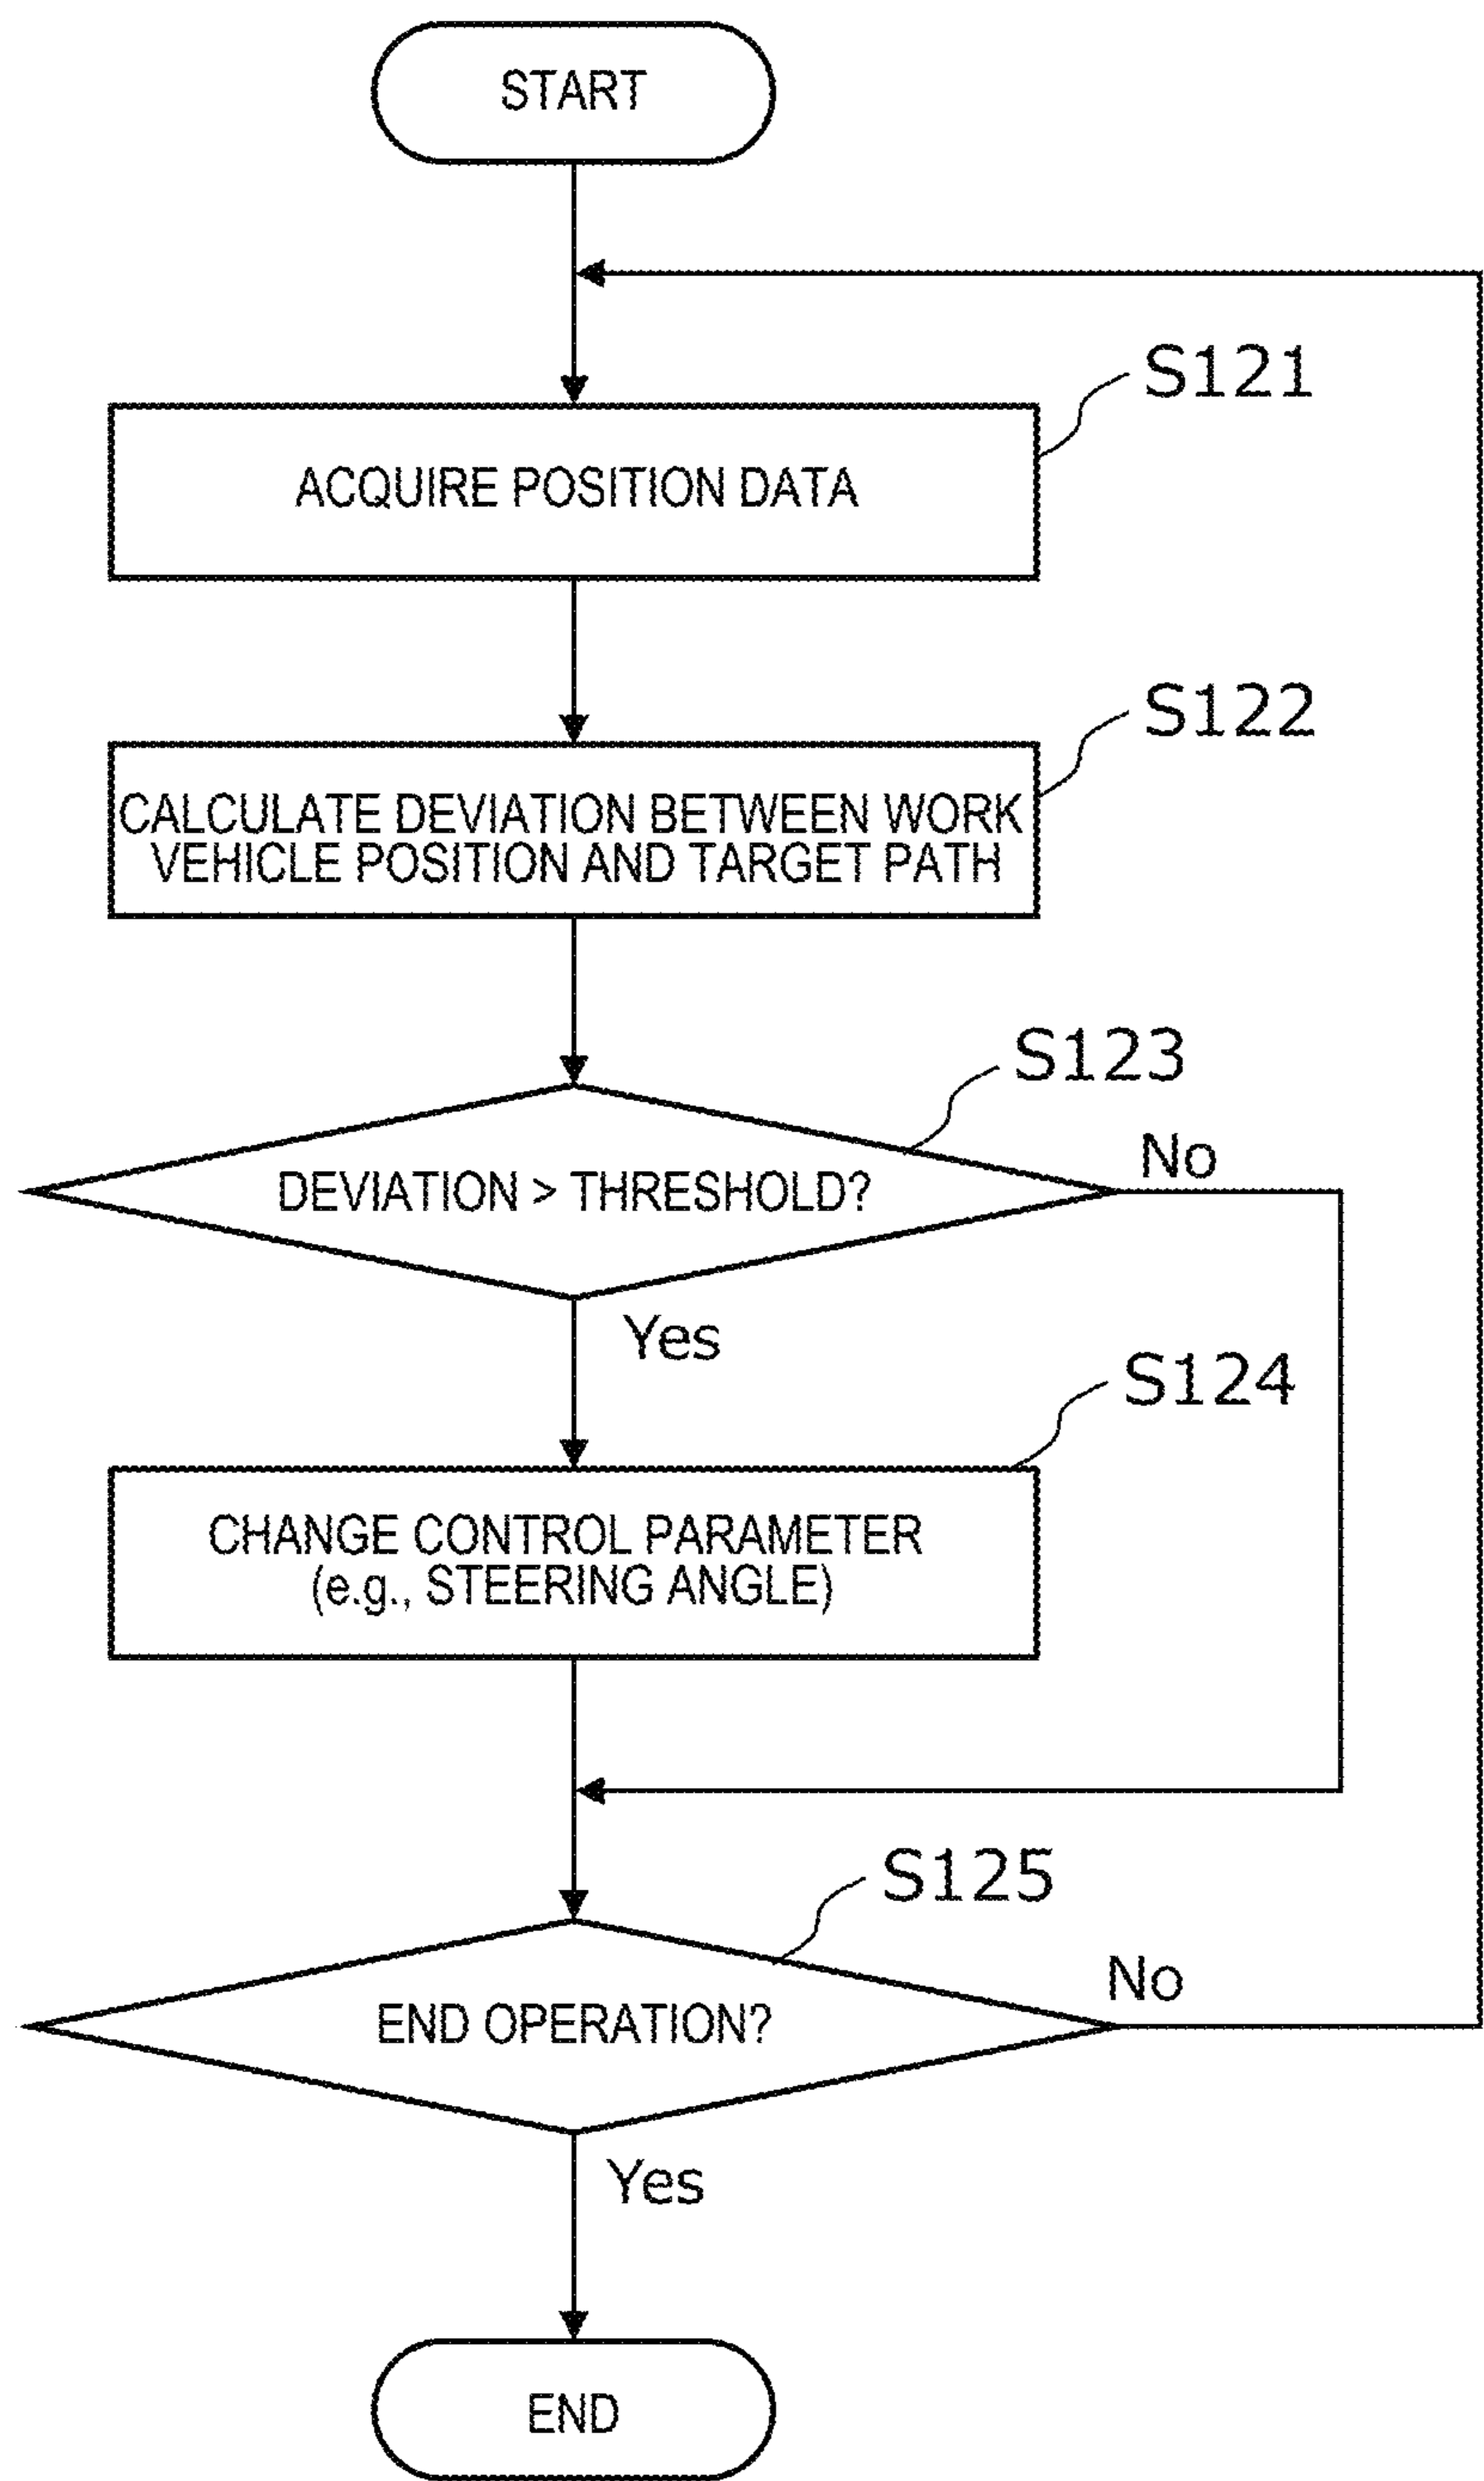 START
S121
ACQUIRE POSITION DATA
S122
CALCULATE DEVIATION BETWEEN WORK
VEHICLE POSITION AND TARGET PATH
S123
DEVIATION > THRESHOLD?
No
Yes
S124
CHANGE CONTROL PARAMETER
(e.g., STEERING ANGLE)
S125
END OPERATION?
No
Yes
END